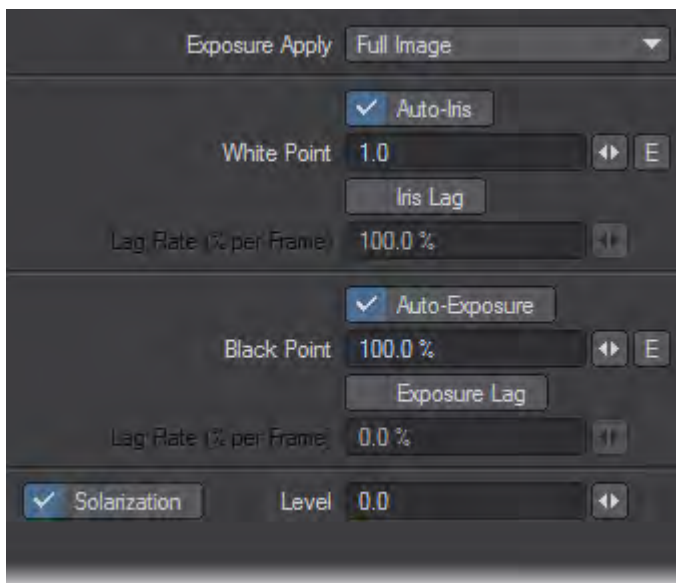 Exposure Apply Full Image
Auto-Iris
White Point 1.0 E
Iris Lag
Lag Rate (% per Frame) 100.0 %
Auto-Exposure
Black Point 100.0 % E
Exposure Lag
Lag Rate (% per Frame) 0.0 %
Solarization Level 0.0